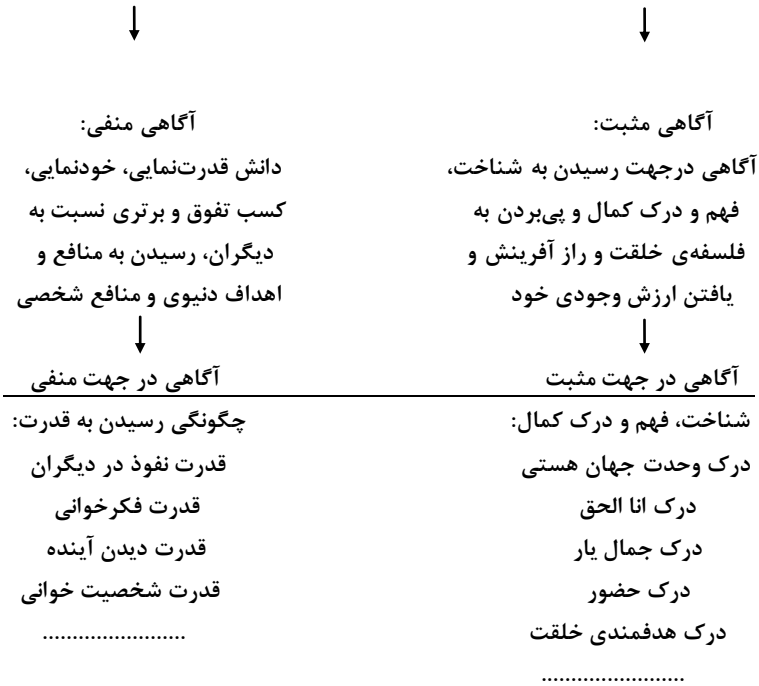 آگاهی مثبت:
آگاهی درجهت رسیدن به شناخت،
فهم و درک کمال و پی‌بردن به
فلسفه‌ی خلقت و راز آفرینش و
یافتن ارزش وجودی خود
آگاهی در جهت مثبت
شناخت، فهم و درک کمال:
درک وحدت جهان هستی
درک انا الحق
درک جمال یار
درک حضور
درک هدفمندی خلقت
........................
آگاهی منفی:
دانش قدرت‌نمایی، خودنمایی،
کسب تفوق و برتری نسبت به
دیگران، رسیدن به منافع و
اهداف دنیوی و منافع شخصی
آگاهی در جهت منفی
چگونگی رسیدن به قدرت:
قدرت نفوذ در دیگران
قدرت فکرخوانی
قدرت دیدن آینده
قدرت شخصیت خوانی
........................